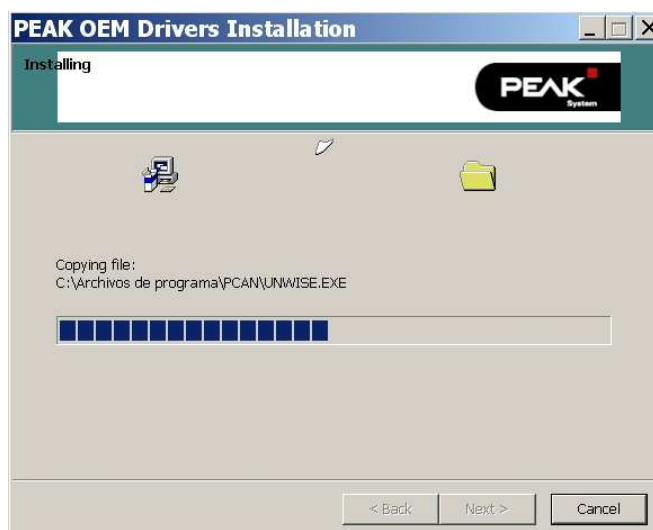 PEAK OEM Drivers Installation
Installing
PEAK
System
Copying file:
C:\Archivos de programa\PCAN\UNWISE.EXE
< Back
Next >
Cancel